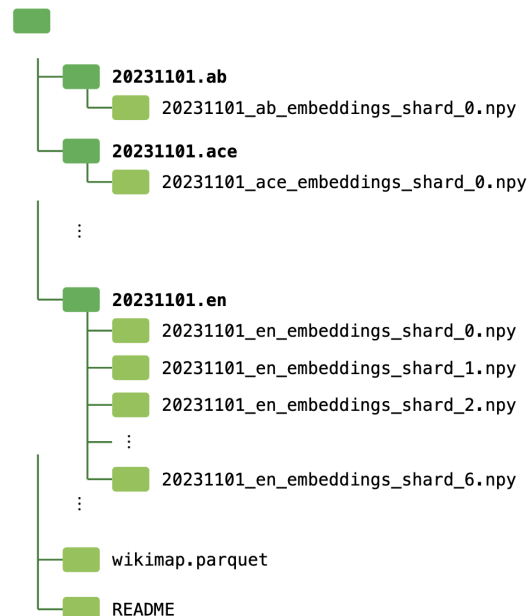 20231101.ab
20231101_ab_embeddings_shard_0.npy
20231101.ace
20231101_ace_embeddings_shard_0.npy
⋮
20231101.en
20231101_en_embeddings_shard_0.npy
20231101_en_embeddings_shard_1.npy
20231101_en_embeddings_shard_2.npy
⋮
20231101_en_embeddings_shard_6.npy
⋮
wikimap.parquet
README